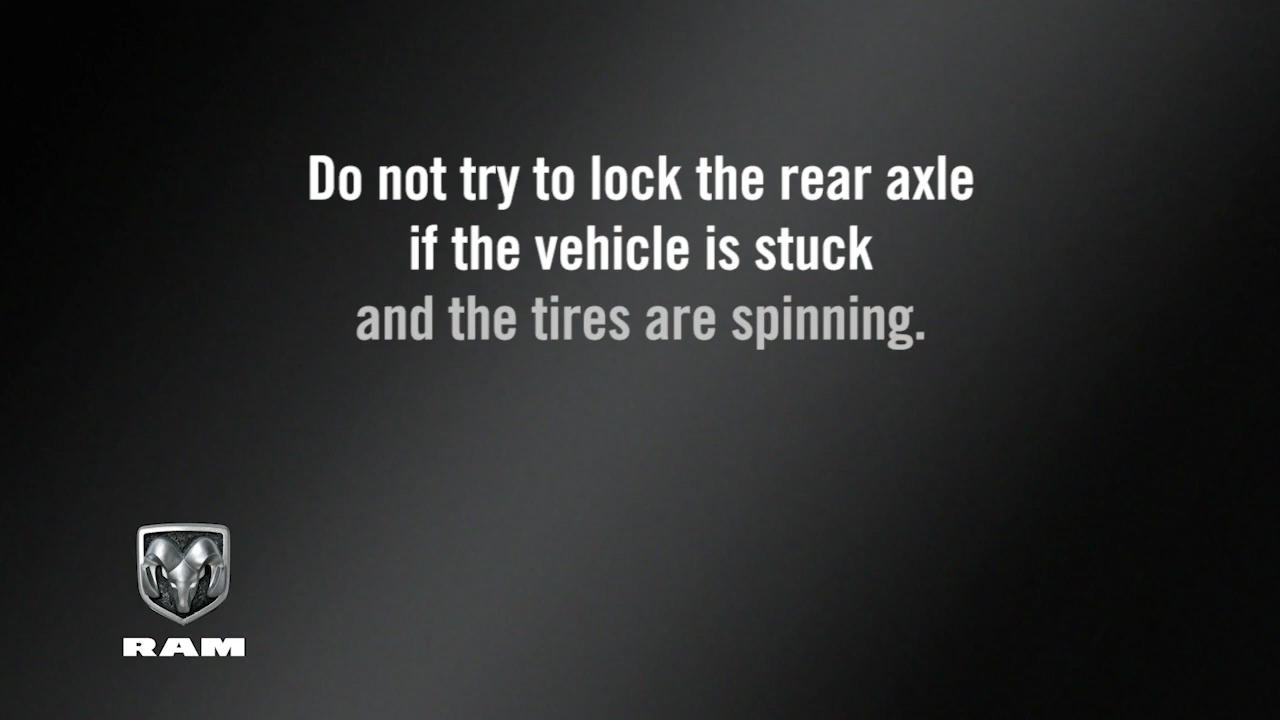 Do not try to lock the rear axle
if the vehicle is stuck
and the tires are spinning.
RAM